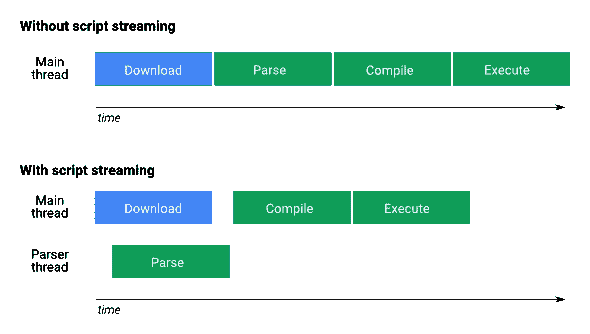 Without script streaming
Main
thread
Download
Parse
Compile
Execute
time
With script streaming
Main
thread
Download
Compile
Execute
Parser
thread
Parse
time